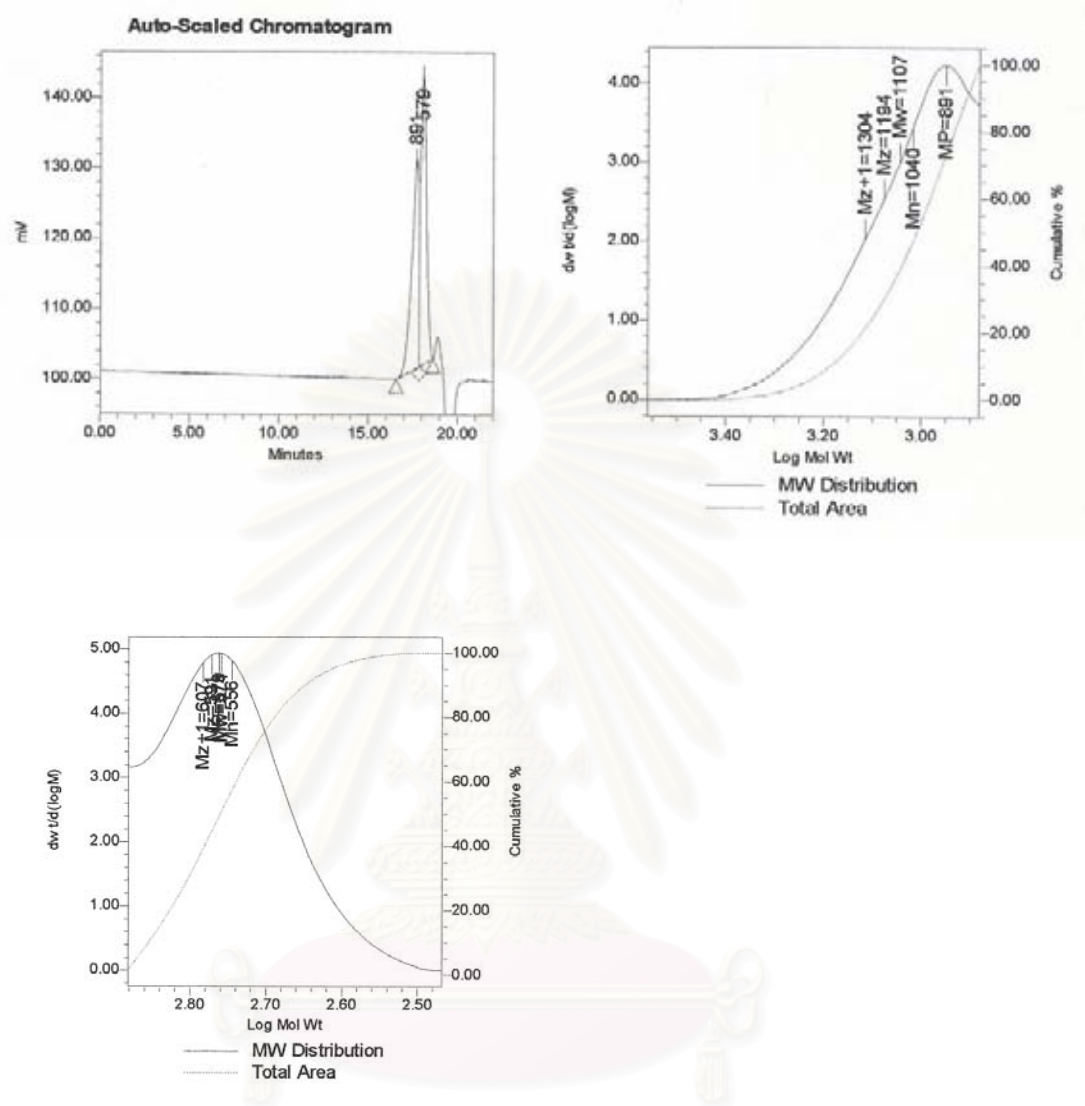 Auto-Scaled Chromatogram
mV
140.00
130.00
120.00
110.00
100.00
891
579
0.00 5.00 10.00 15.00 20.00
Minutes
dwt/d(logM)
4.00
3.00
2.00
1.00
0.00
Mz+1=1304
Mz=1194
Mw=1107
Mn=1040
MP=891
100.00
80.00
60.00
40.00
20.00
0.00
Cumulative %
3.40 3.20 3.00
Log Mol Wt
MW Distribution
Total Area
dwt/d(logM)
5.00
4.00
3.00
2.00
1.00
0.00
Mz+1=607
Mn=556
100.00
80.00
60.00
40.00
20.00
0.00
Cumulative %
2.80 2.70 2.60 2.50
Log Mol Wt
MW Distribution
Total Area